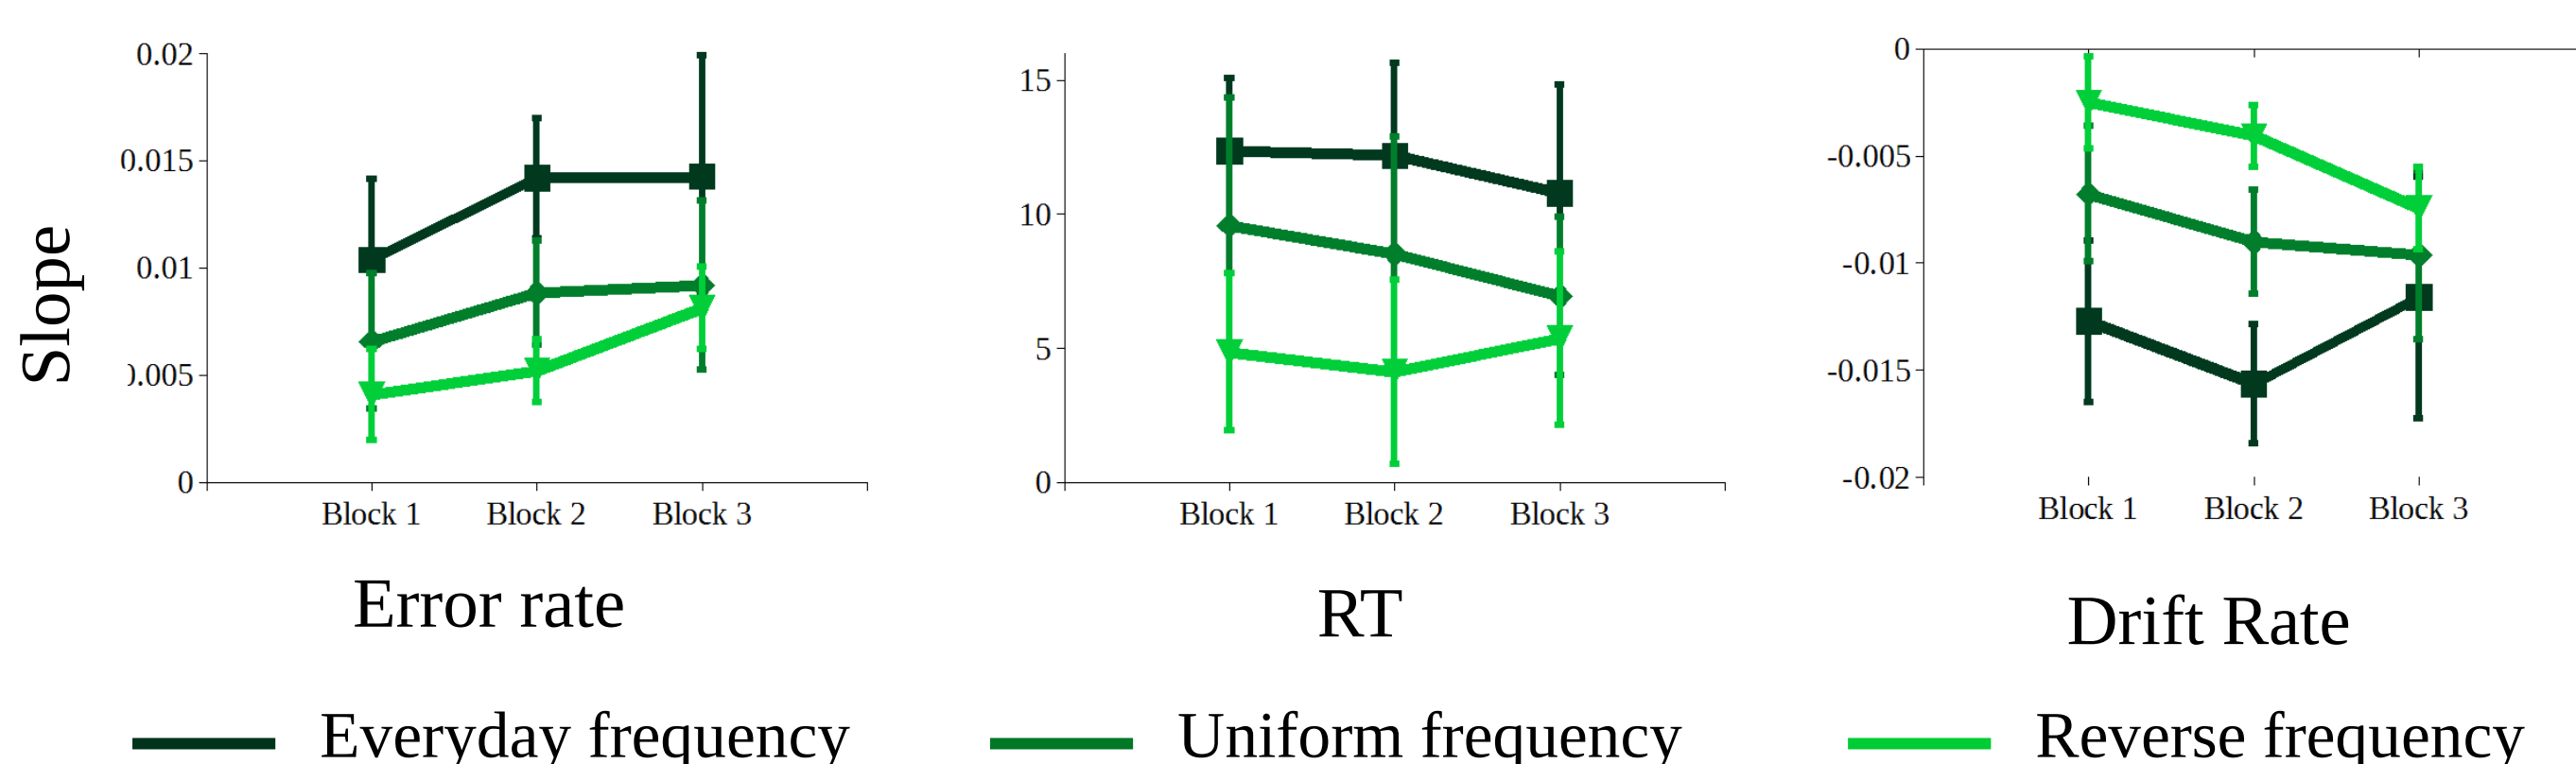 Slope
0.02
0.015
0.01
0.005
0
Block 1 Block 2 Block 3
Error rate
15
10
5
0
Block 1 Block 2 Block 3
RT
0
-0.005
-0.01
-0.015
-0.02
Block 1 Block 2 Block 3
Drift Rate
Everyday frequency Uniform frequency Reverse frequency